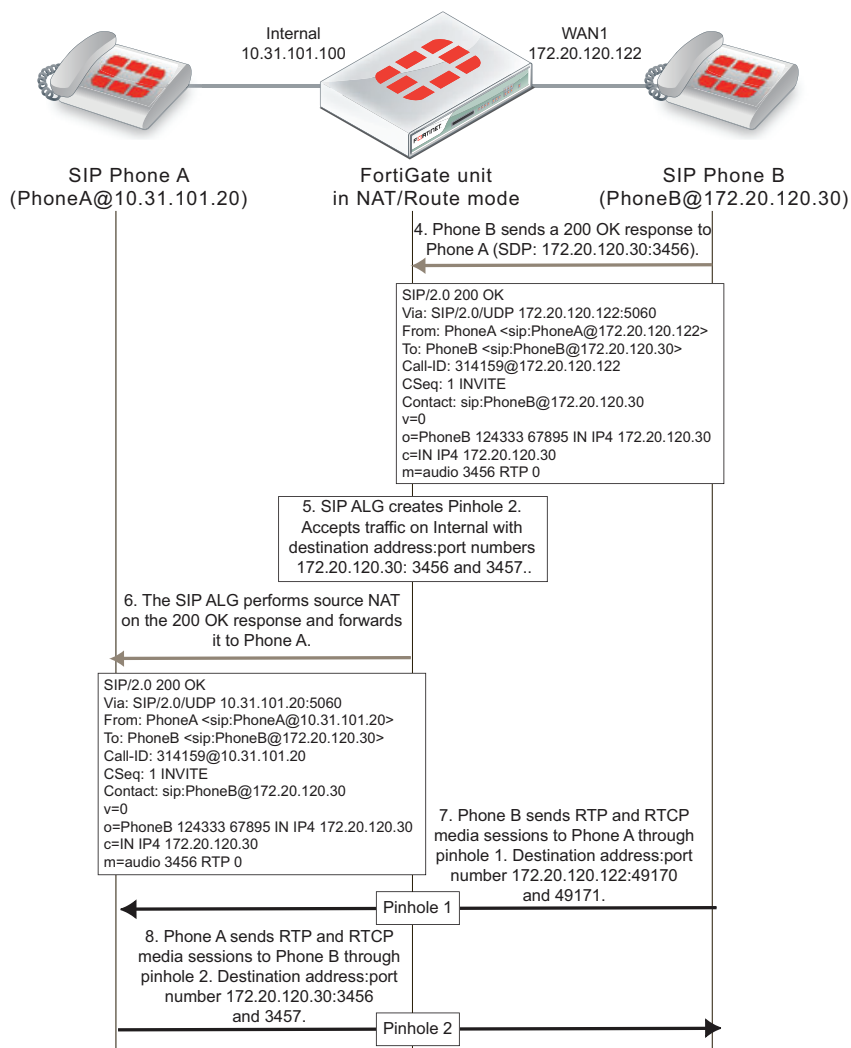 Internal
10.31.101.100
WAN1
172.20.120.122
FORTINET
SIP Phone A
(PhoneA@10.31.101.20)
FortiGate unit
in NAT/Route mode
SIP Phone B
(PhoneB@172.20.120.30)
4. Phone B sends a 200 OK response to
Phone A (SDP: 172.20.120.30:3456).
SIP/2.0 200 OK
Via: SIP/2.0/UDP 172.20.120.122:5060
From: PhoneA <sip:PhoneA@172.20.120.122>
To: PhoneB <sip:PhoneB@172.20.120.30>
Call-ID: 314159@172.20.120.122
CSeq: 1 INVITE
Contact: sip:PhoneB@172.20.120.30
v=0
o=PhoneB 124333 67895 IN IP4 172.20.120.30
c=IN IP4 172.20.120.30
m=audio 3456 RTP 0
5. SIP ALG creates Pinhole 2.
Accepts traffic on Internal with
destination address:port numbers
172.20.120.30: 3456 and 3457..
6. The SIP ALG performs source NAT
on the 200 OK response and forwards
it to Phone A.
SIP/2.0 200 OK
Via: SIP/2.0/UDP 10.31.101.20:5060
From: PhoneA <sip:PhoneA@10.31.101.20>
To: PhoneB <sip:PhoneB@172.20.120.30>
Call-ID: 314159@10.31.101.20
CSeq: 1 INVITE
Contact: sip:PhoneB@172.20.120.30
v=0
o=PhoneB 124333 67895 IN IP4 172.20.120.30
c=IN IP4 172.20.120.30
m=audio 3456 RTP 0
7. Phone B sends RTP and RTCP
media sessions to Phone A through
pinhole 1. Destination address:port
number 172.20.120.122:49170
and 49171.
Pinhole 1
8. Phone A sends RTP and RTCP
media sessions to Phone B through
pinhole 2. Destination address:port
number 172.20.120.30:3456
and 3457.
Pinhole 2